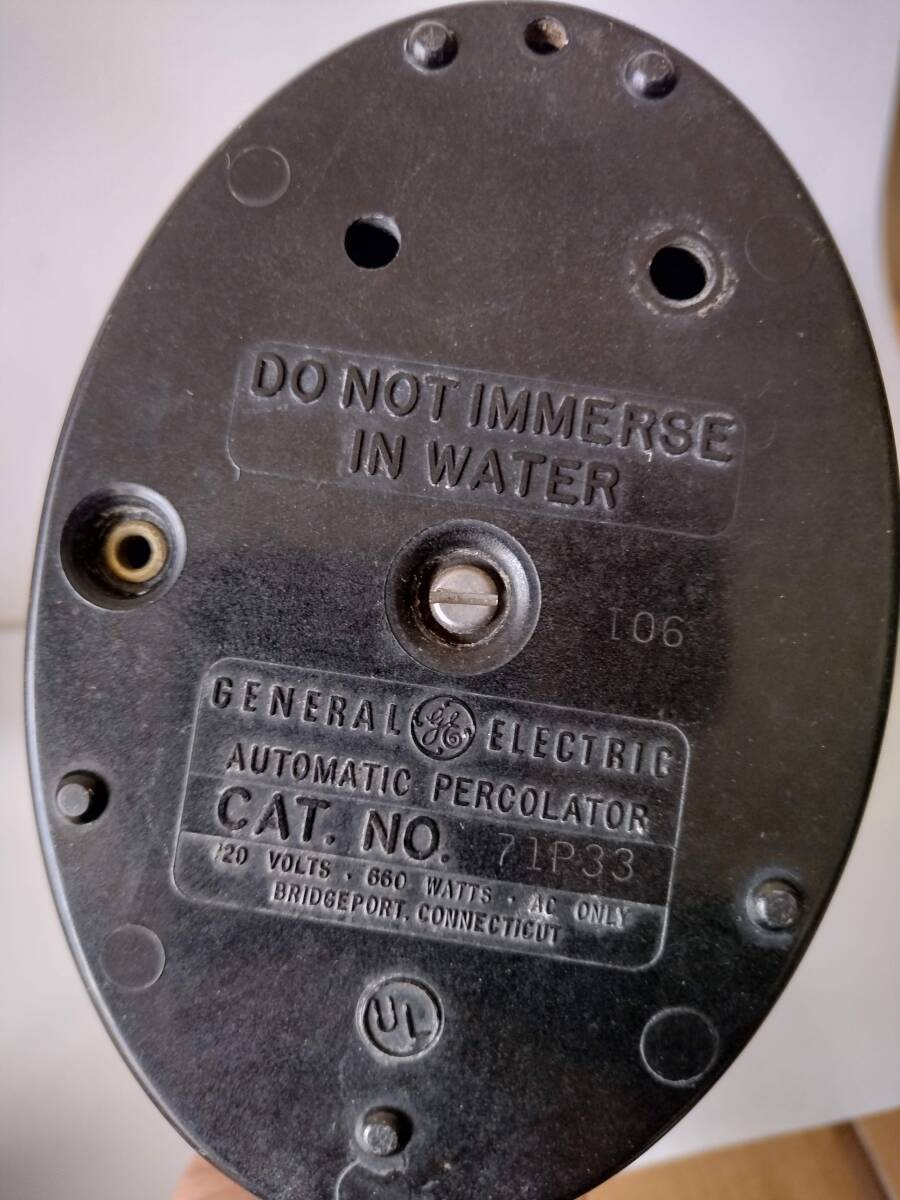 DO NOT IMMERSE
IN WATER
106
GENERAL GE ELECTRIC
AUTOMATIC PERCOLATOR
CAT. NO. 71P33
120 VOLTS . 660 WATTS . AC ONLY
BRIDGEPORT, CONNECTICUT
UL